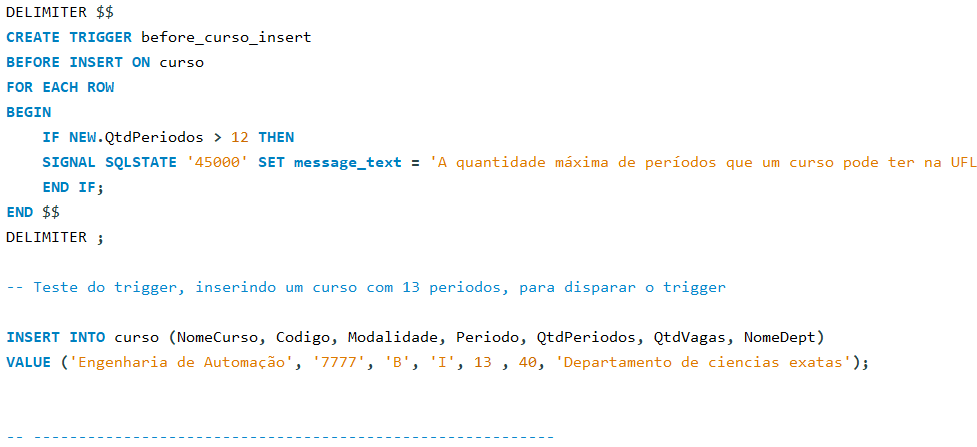 DELIMITER $$
CREATE TRIGGER before_curso_insert
BEFORE INSERT ON curso
FOR EACH ROW
BEGIN
    IF NEW.QtdPeriodos > 12 THEN
    SIGNAL SQLSTATE '45000' SET message_text = 'A quantidade máxima de períodos que um curso pode ter na UFL
    END IF;
END $$
DELIMITER ;
-- Teste do trigger, inserindo um curso com 13 periodos, para disparar o trigger
INSERT INTO curso (NomeCurso, Codigo, Modalidade, Periodo, QtdPeriodos, QtdVagas, NomeDept)
VALUE ('Engenharia de Automação', '7777', 'B', 'I', 13 , 40, 'Departamento de ciencias exatas');
-- ----------------------------------------------------------